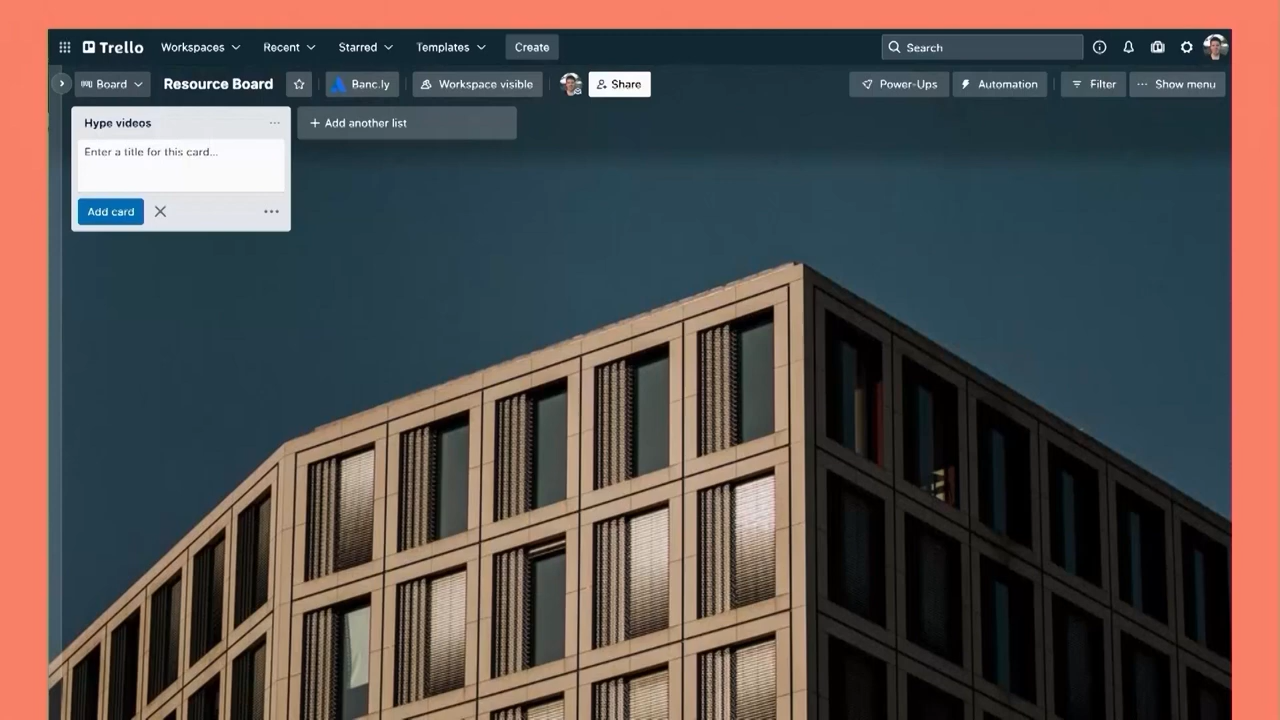 Trello Workspaces Recent Starred Templates Create Search
Board Resource Board Banc.ly Workspace visible Share Power-Ups Automation Filter Show menu
Hype videos
Add another list
Enter a title for this card...
Add card